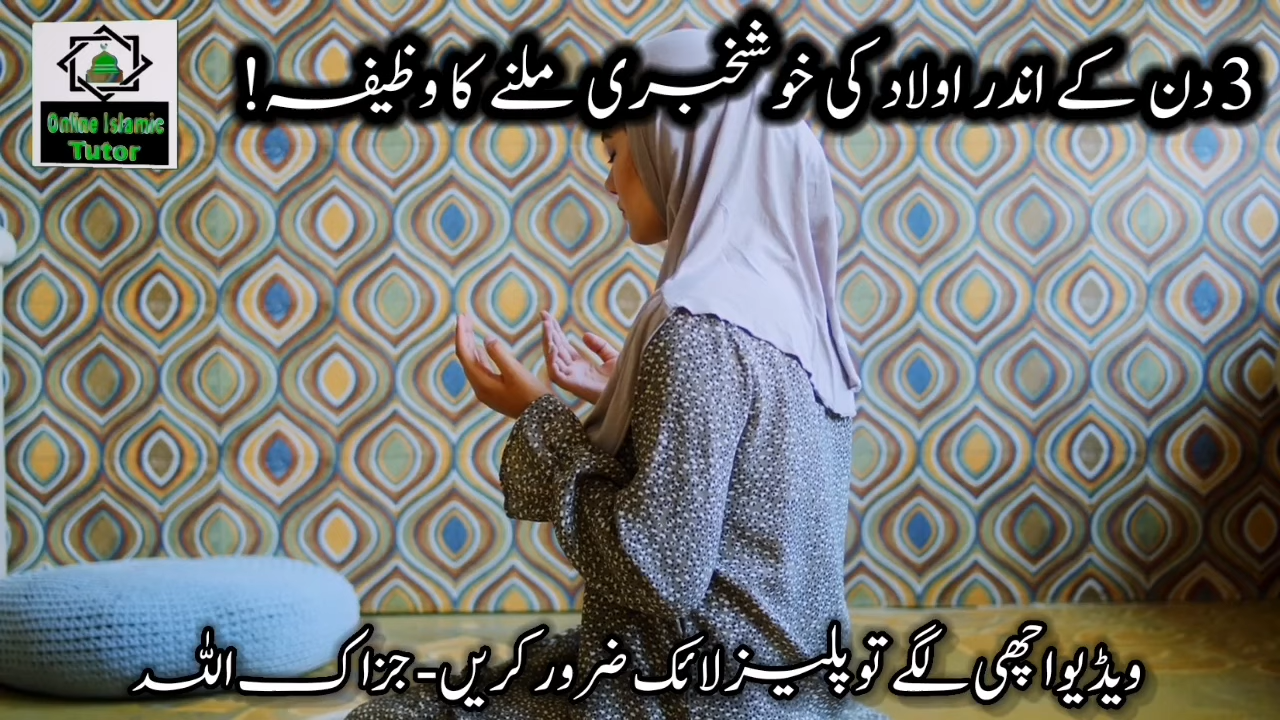 3 دن کے اندر اولاد کی خوشخبری ملنے کا وظیفہ!
Online Islamic
Tutor
ویڈیو اچھی لگے تو پلیز لائک ضرور کریں - جزاک اللہ